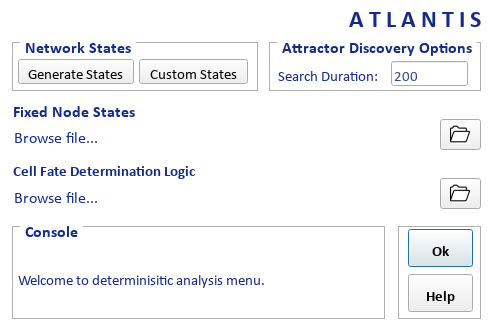 ATLANTIS
Network States
Generate States
Custom States
Attractor Discovery Options
Search Duration:
200
Fixed Node States
Browse file...
Cell Fate Determination Logic
Browse file...
Console
Welcome to determinisitic analysis menu.
Ok
Help